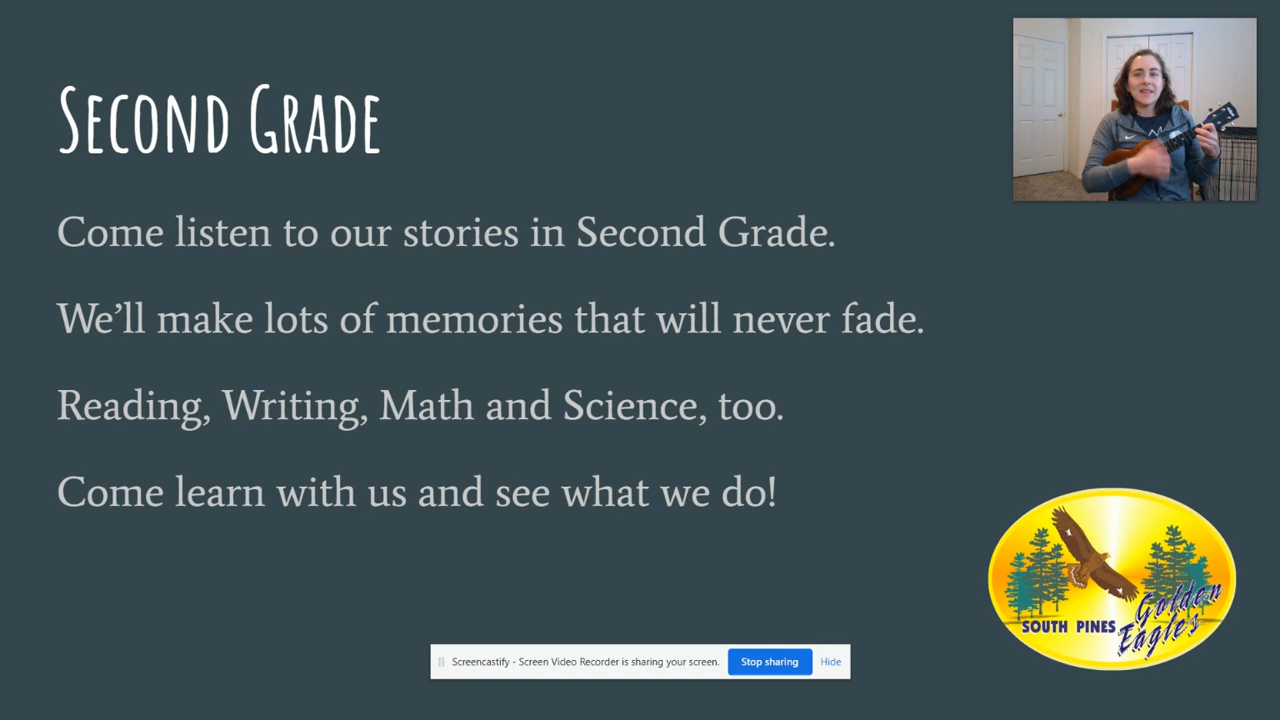 Second Grade
Come listen to our stories in Second Grade.
We’ll make lots of memories that will never fade.
Reading, Writing, Math and Science, too.
Come learn with us and see what we do!
SOUTH PINES Golden Eagles
Screencastify - Screen Video Recorder is sharing your screen. Stop sharing Hide